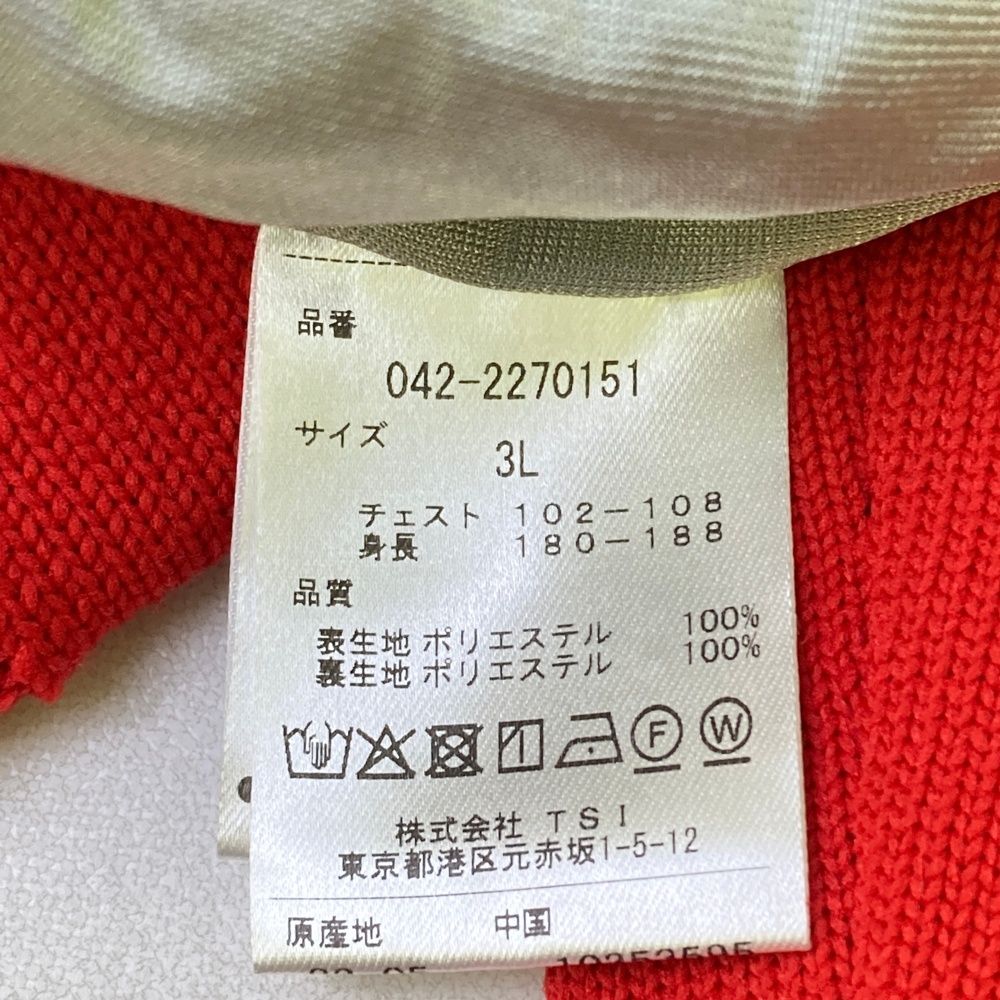 品番
042-2270151
サイズ
3L
チェスト 102-108
身長 180-188
品質
表生地 ポリエステル 100%
裏生地 ポリエステル 100%
F W
株式会社 TSI
東京都港区元赤坂1-5-12
原産地 中国